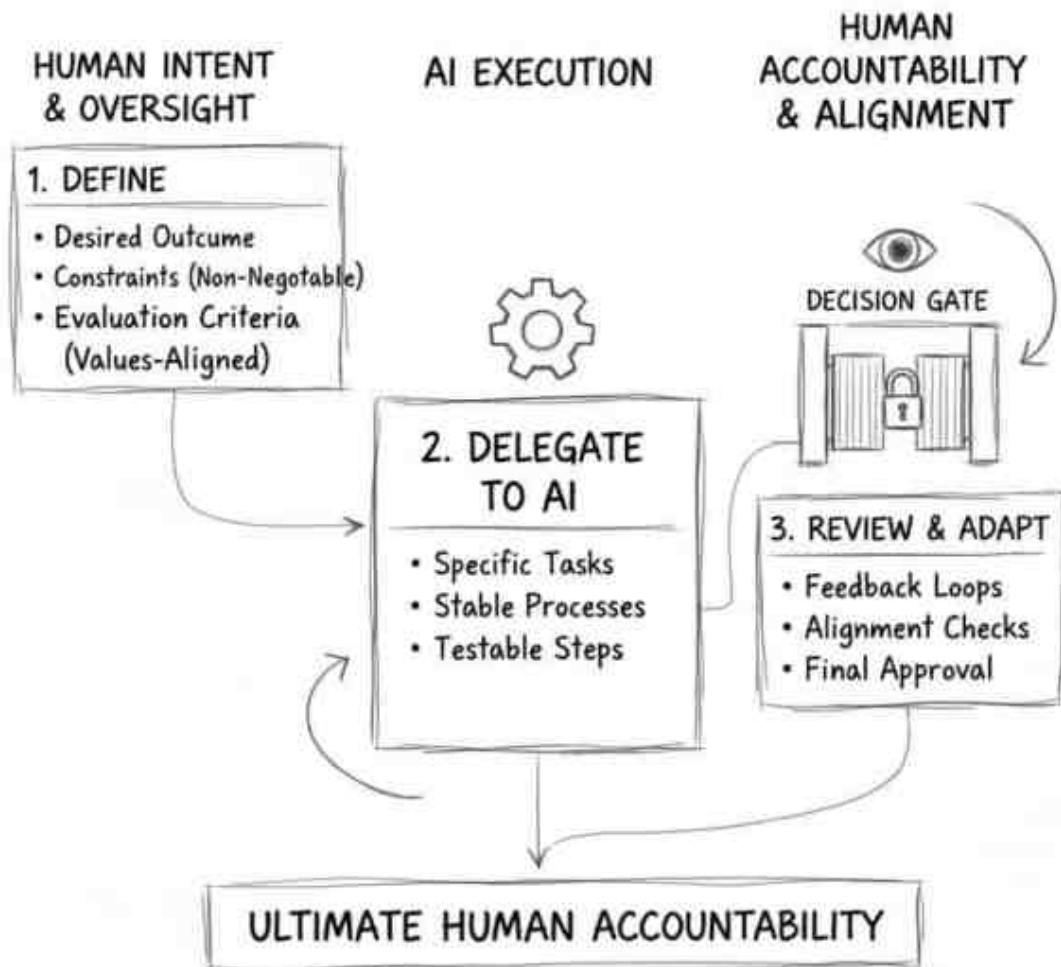 HUMAN INTENT
& OVERSIGHT
1. DEFINE
• Desired Outcome
• Constraints (Non-Negotable)
• Evaluation Criteria
(Values-Aligned)
AI EXECUTION
2. DELEGATE
TO AI
• Specific Tasks
• Stable Processes
• Testable Steps
HUMAN
ACCOUNTABILITY
& ALIGNMENT
DECISION GATE
3. REVIEW & ADAPT
• Feedback Loops
• Alignment Checks
• Final Approval
ULTIMATE HUMAN ACCOUNTABILITY